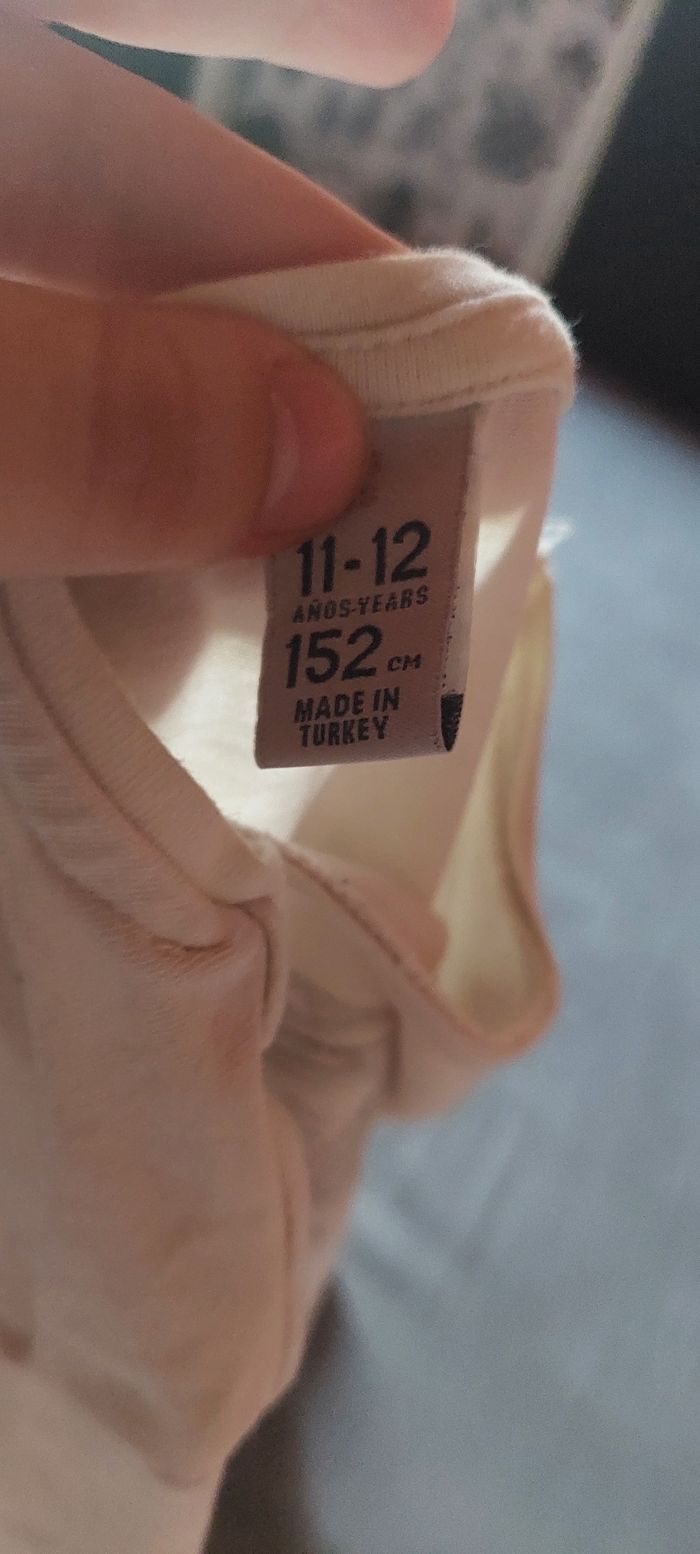 11-12
AÑOS-YEARS
152 CM
MADE IN
TURKEY